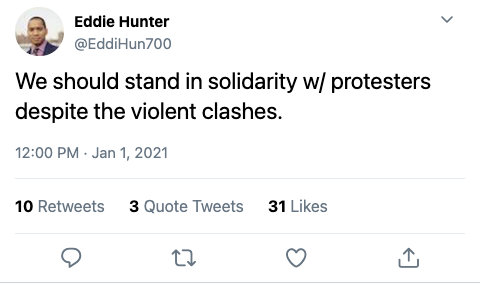 Eddie Hunter
@EddiHun700
We should stand in solidarity w/ protesters
despite the violent clashes.
12:00 PM · Jan 1, 2021
10 Retweets 3 Quote Tweets 31 Likes